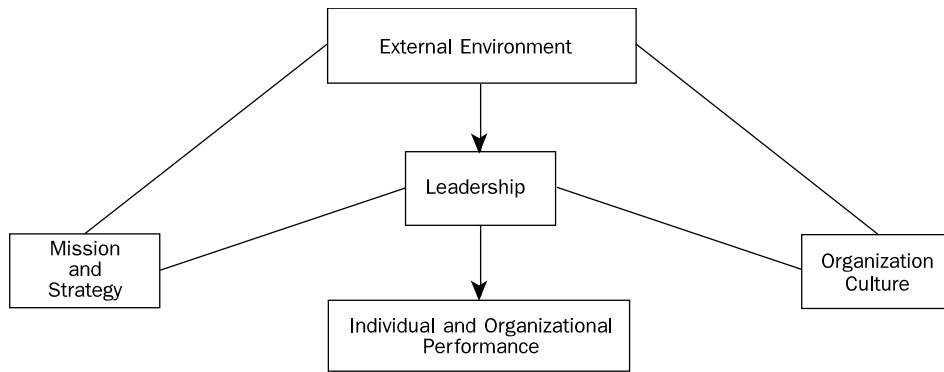 External Environment
Leadership
Mission
and
Strategy
Organization
Culture
Individual and Organizational
Performance